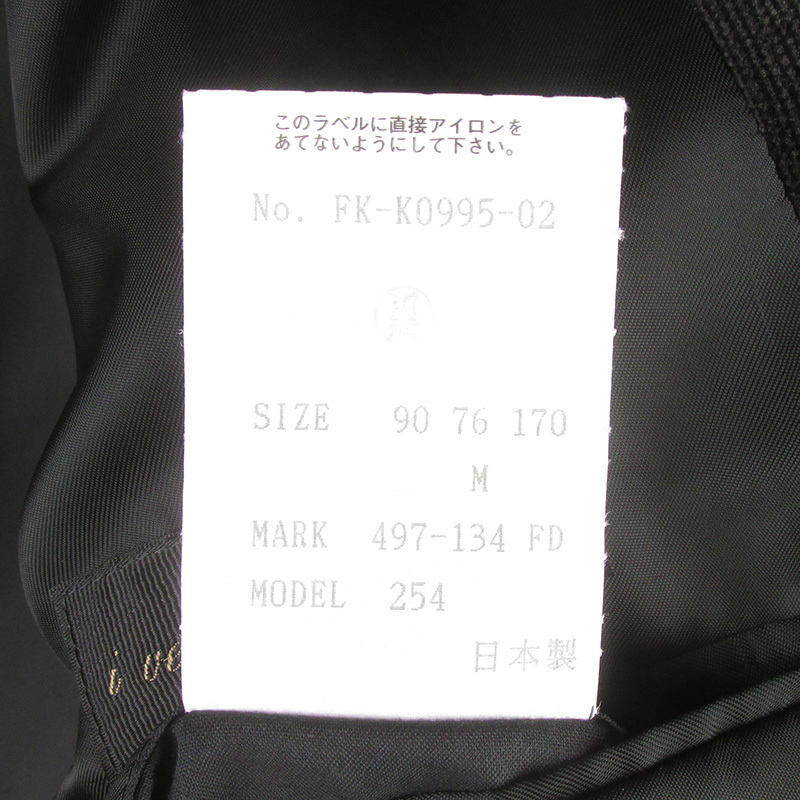 このラベルに直接アイロンを
あてないようにして下さい。
No. FK-K0995-02
SIZE 90 76 170
M
MARK 497-134 FD
MODEL 254
日本製
i ve